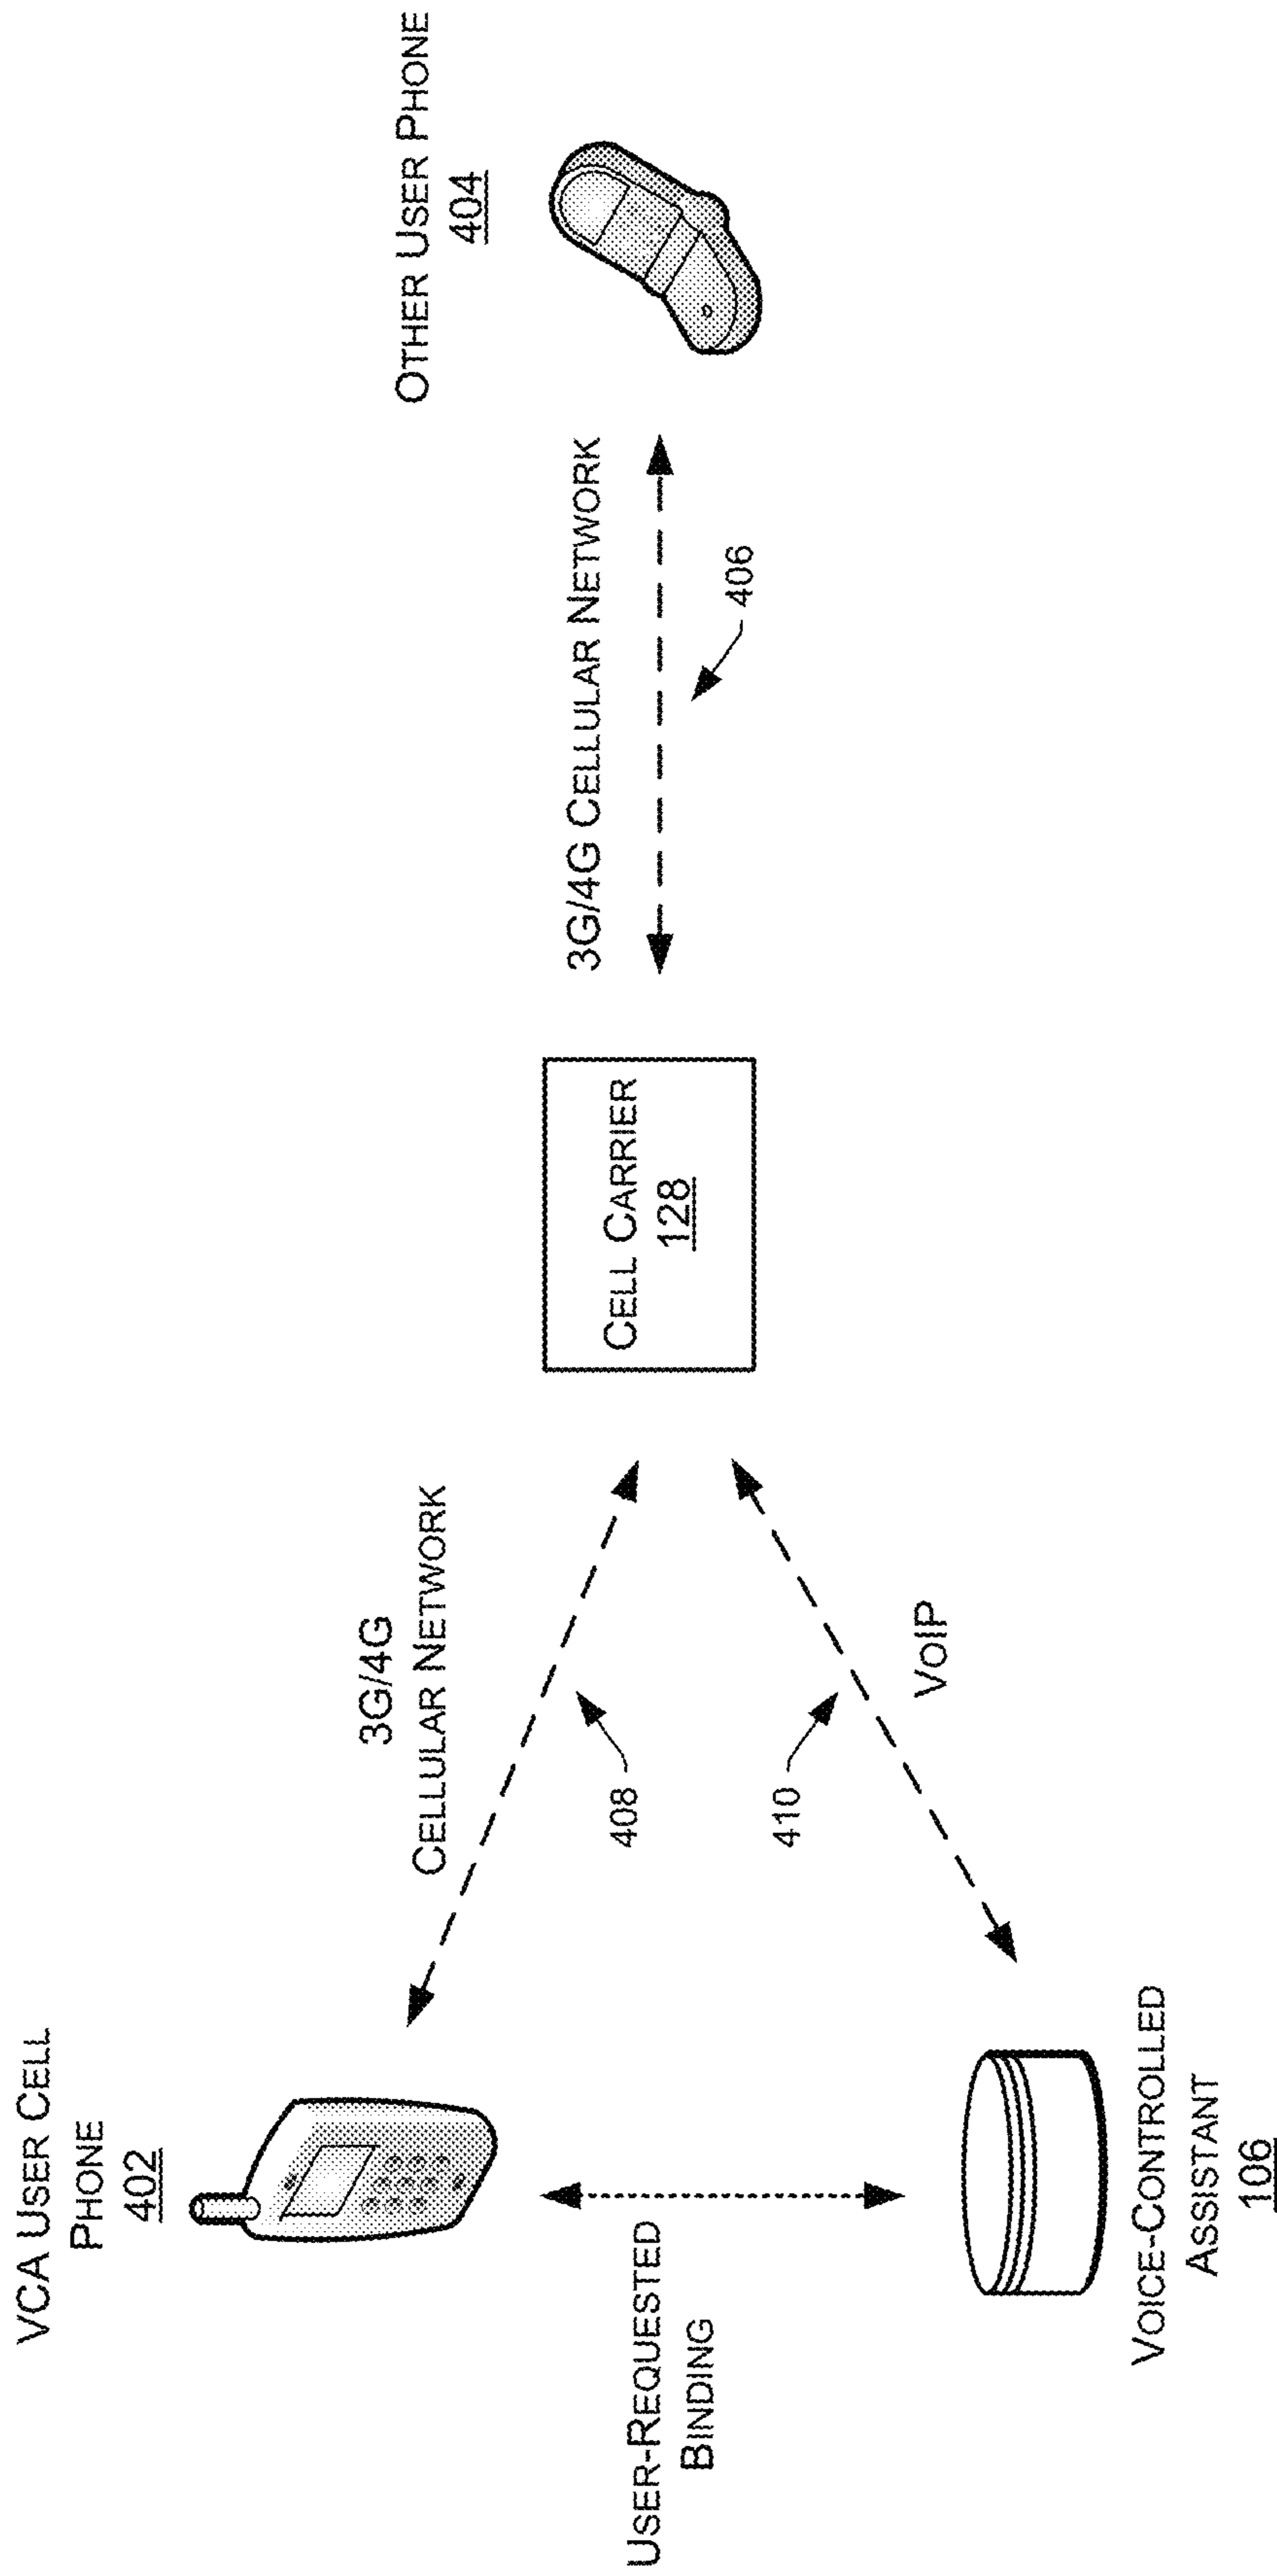 VCA USER CELL
PHONE
402
3G/4G
CELLULAR NETWORK
408
USER-REQUESTED
BINDING
410
VOIP
VOICE-CONTROLLED
ASSISTANT
106
CELL CARRIER
128
3G/4G CELLULAR NETWORK
406
OTHER USER PHONE
404